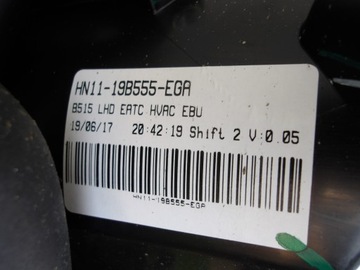 HN11-19B555-EGA
B515 LHD EATC HVAC EBU
19/06/17 20:42:19 Shift 2 V:0.05
HN11-19B555-EGA